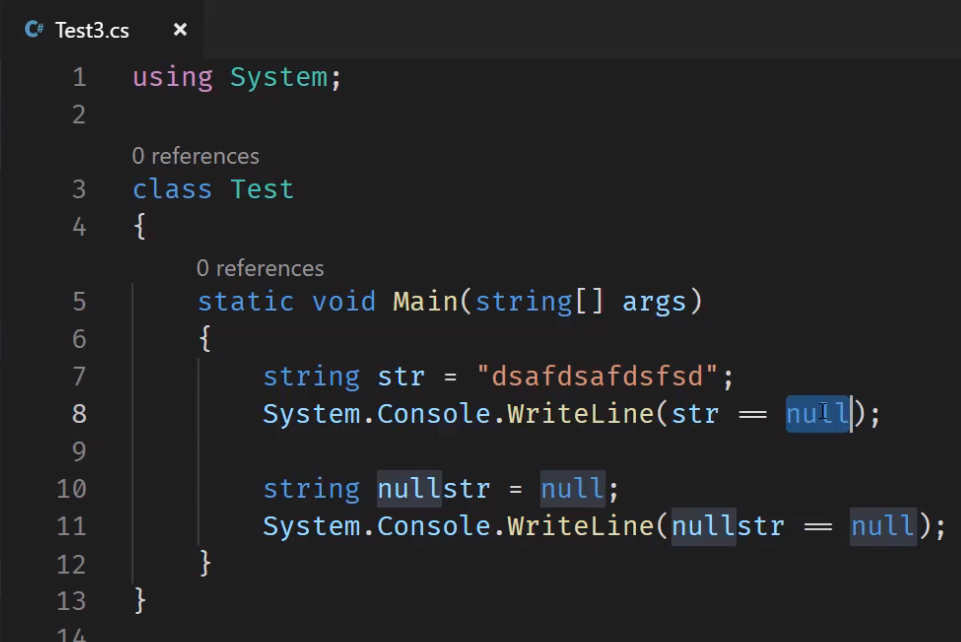 C# Test3.cs ×
1 using System;
2
0 references
3 class Test
4 {
0 references
5 static void Main(string[] args)
6 {
7 string str = "dsafdsafdsfsd";
8 System.Console.WriteLine(str == null);
9
10 string nullstr = null;
11 System.Console.WriteLine(nullstr == null);
12 }
13 }
14